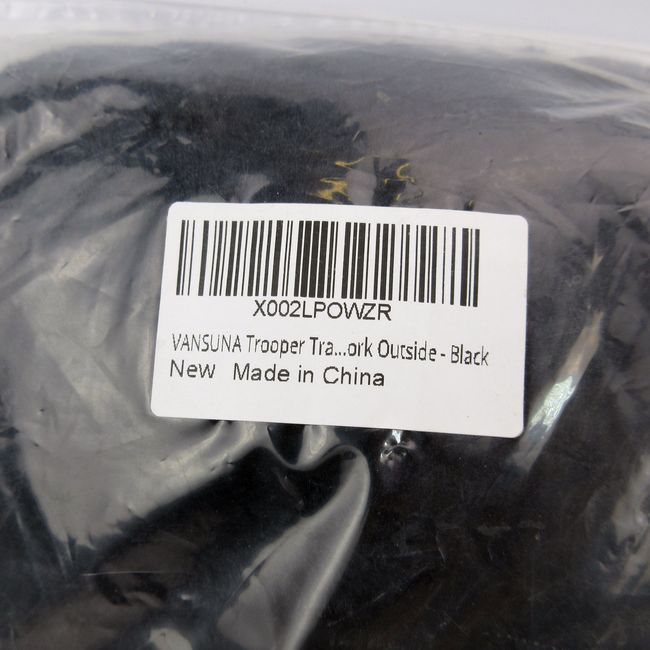 X002LPOWZR
VANSUNA Trooper Tra...ork Outside - Black
New Made in China